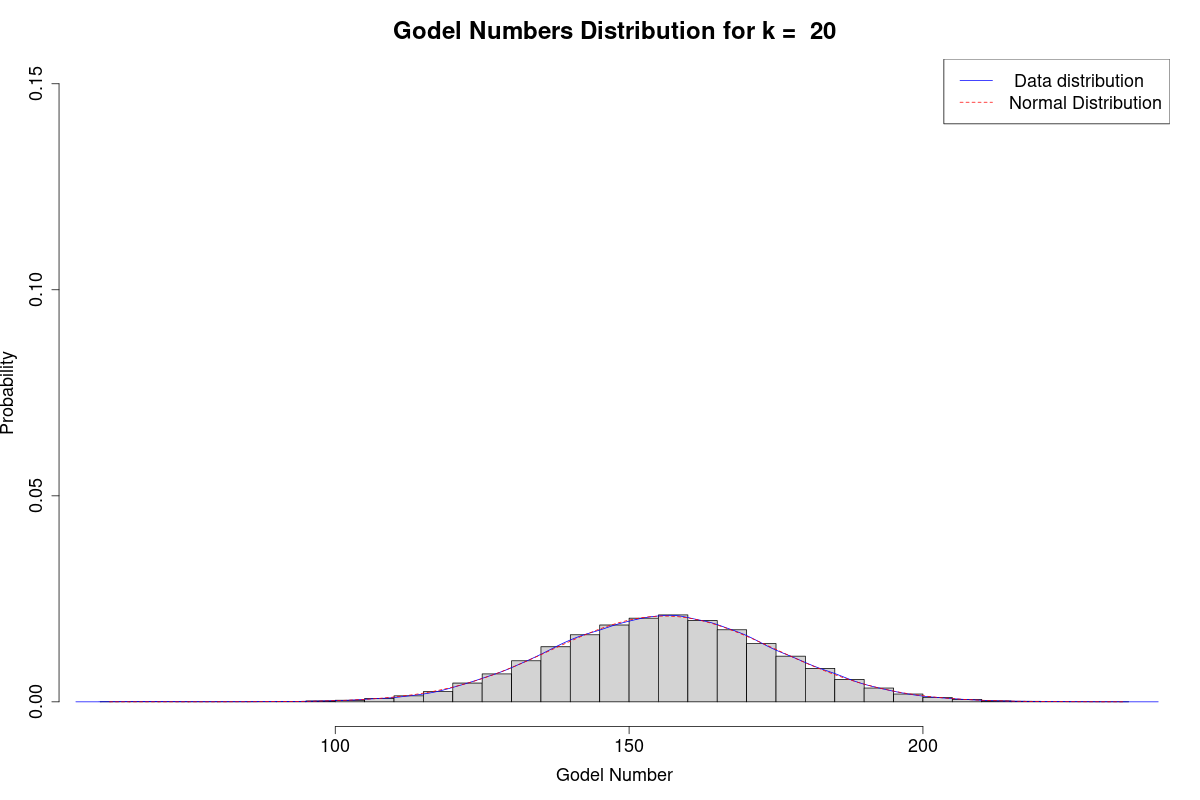 Godel Numbers Distribution for k =  20
Data distribution
Normal Distribution
0.15
0.10
0.05
0.00
Probability
100
150
200
Godel Number